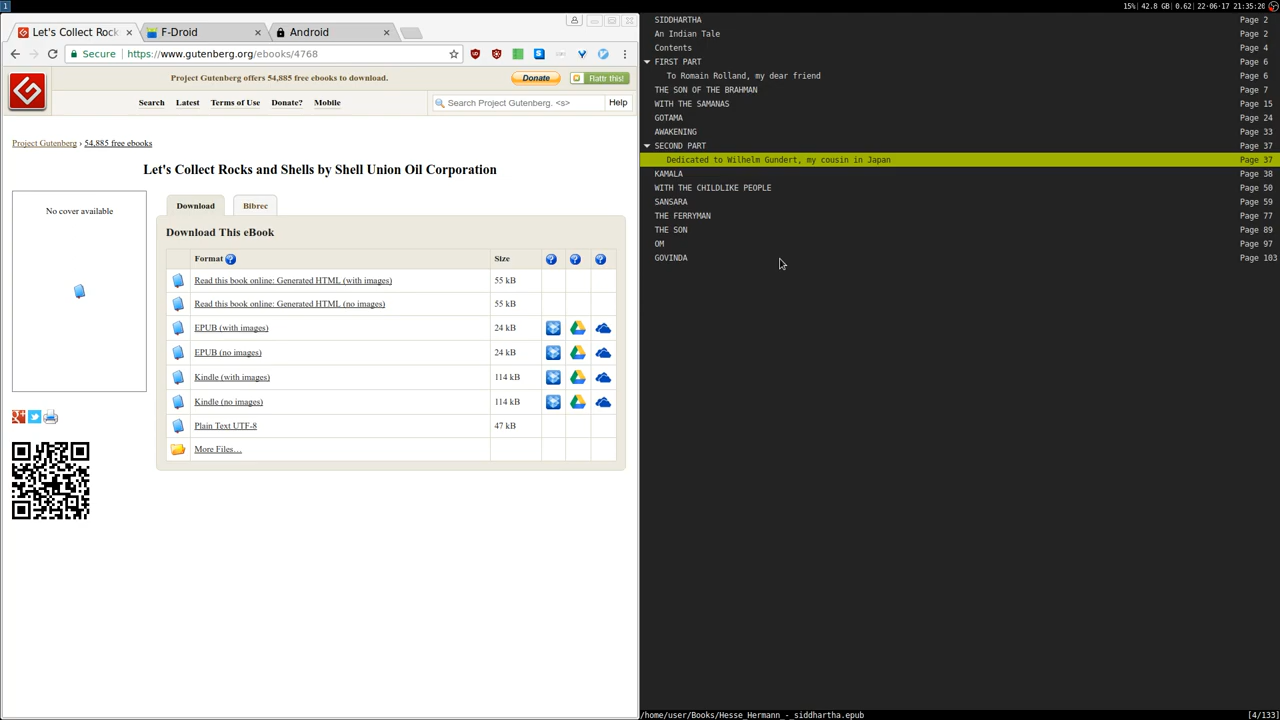 1
15%| 42.8 GB| 0.62| 22-06-17 21:35:20
Let's Collect Rock
F-Droid
Android
Secure
https://www.gutenberg.org/ebooks/4768
Project Gutenberg offers 54,885 free ebooks to download.
Donate
Flattr this!
Search
Latest
Terms of Use
Donate?
Mobile
Search Project Gutenberg. <s>
Help
Project Gutenberg › 54,885 free ebooks
Let's Collect Rocks and Shells by Shell Union Oil Corporation
No cover available
Download
Bibrec
Download This eBook
Format ? Size ? ? ?
Read this book online: Generated HTML (with images) 55 kB
Read this book online: Generated HTML (no images) 55 kB
EPUB (with images) 24 kB
EPUB (no images) 24 kB
Kindle (with images) 114 kB
Kindle (no images) 114 kB
Plain Text UTF-8 47 kB
More Files…
SIDDHARTHA Page 2
An Indian Tale Page 2
Contents Page 4
FIRST PART Page 6
To Romain Rolland, my dear friend Page 6
THE SON OF THE BRAHMAN Page 7
WITH THE SAMANAS Page 15
GOTAMA Page 24
AWAKENING Page 33
SECOND PART Page 37
Dedicated to Wilhelm Gundert, my cousin in Japan Page 37
KAMALA Page 38
WITH THE CHILDLIKE PEOPLE Page 50
SANSARA Page 59
THE FERRYMAN Page 77
THE SON Page 89
OM Page 97
GOVINDA Page 103
/home/user/Books/Hesse_Hermann_-_siddhartha.epub [4/133]